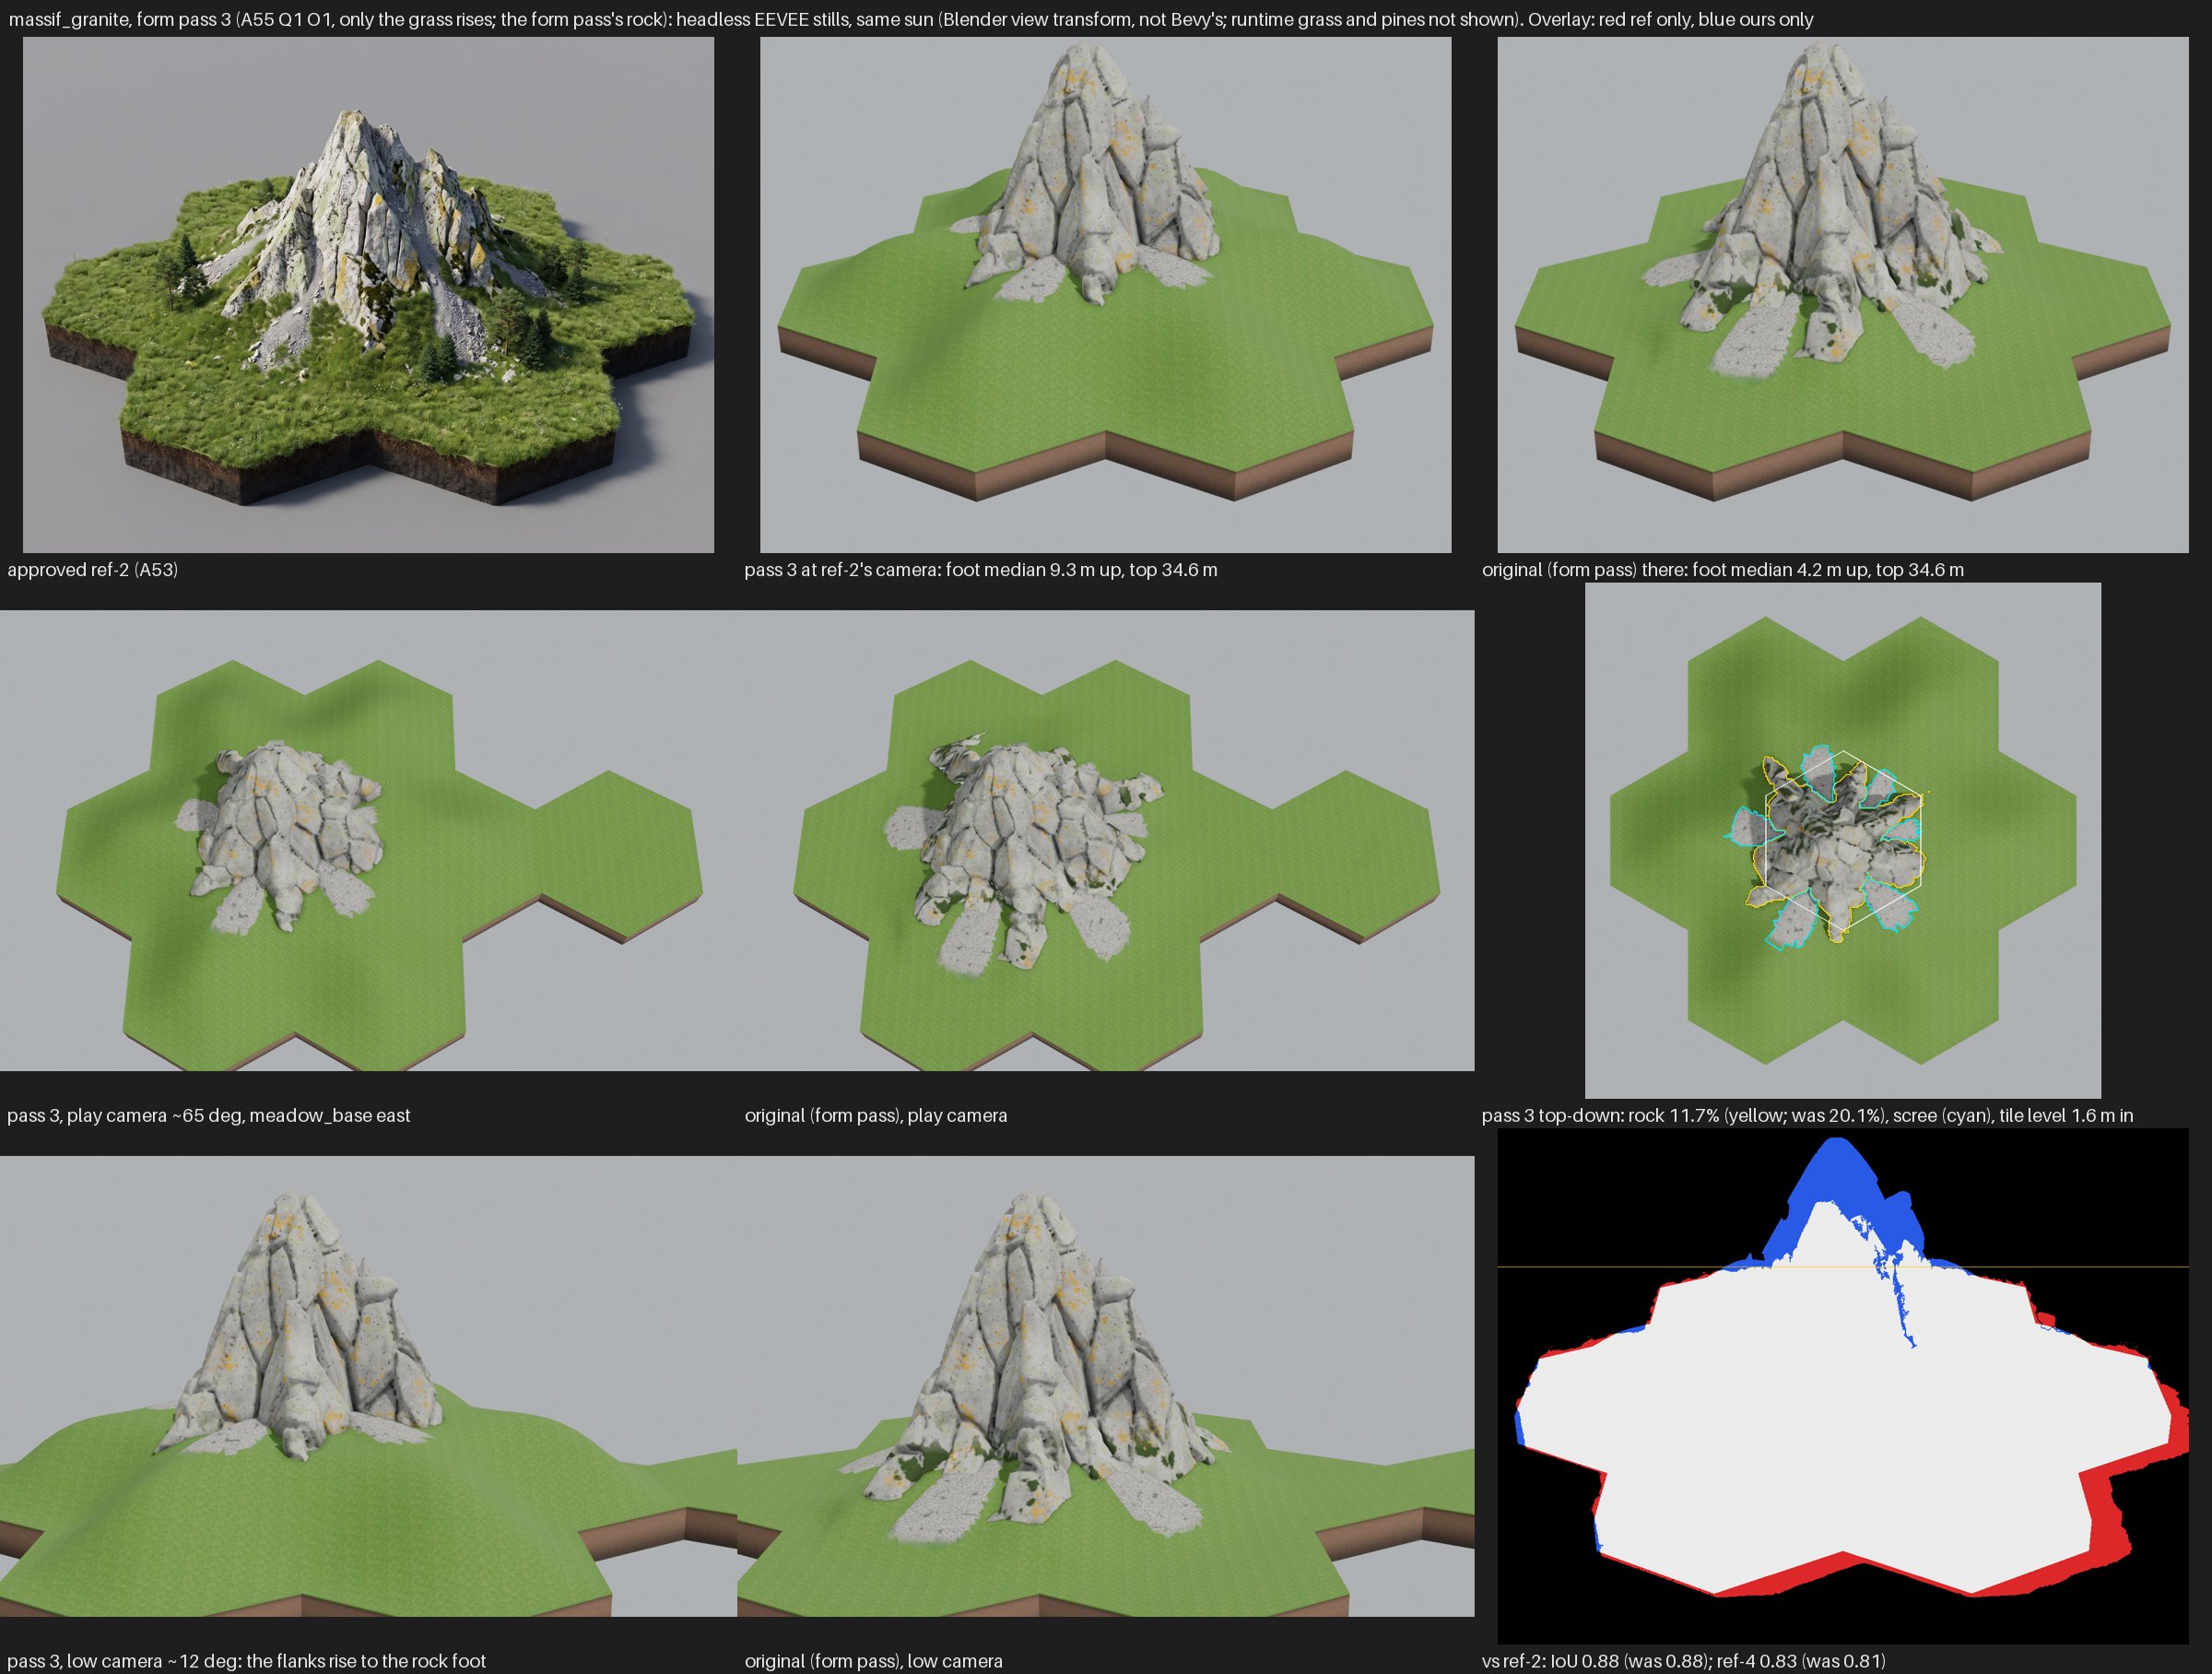 massif_granite, form pass 3 (A55 Q1 O1, only the grass rises; the form pass's rock): headless EEVEE stills, same sun (Blender view transform, not Bevy's; runtime grass and pines not shown). Overlay: red ref only, blue ours only
approved ref-2 (A53)
pass 3 at ref-2's camera: foot median 9.3 m up, top 34.6 m
original (form pass) there: foot median 4.2 m up, top 34.6 m
pass 3, play camera ~65 deg, meadow_base east
original (form pass), play camera
pass 3 top-down: rock 11.7% (yellow; was 20.1%), scree (cyan), tile level 1.6 m in
pass 3, low camera ~12 deg: the flanks rise to the rock foot
original (form pass), low camera
vs ref-2: IoU 0.88 (was 0.88); ref-4 0.83 (was 0.81)